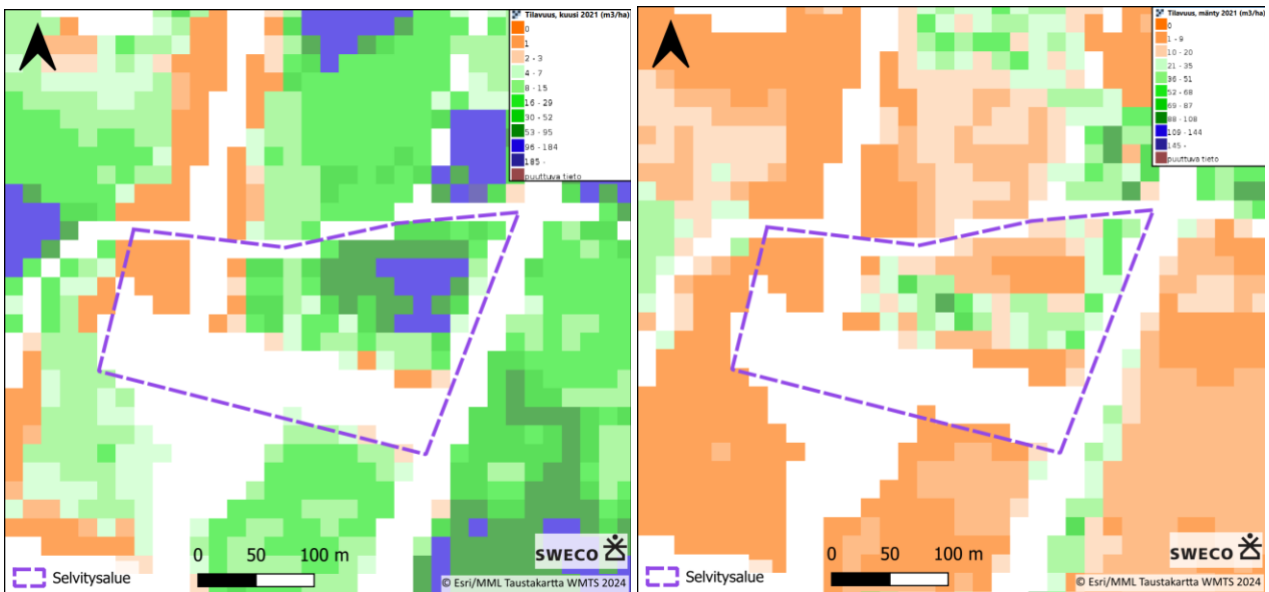 Tilavuus, kuusi 2021 (m3/ha)
0
1
2 - 3
4 - 7
8 - 15
16 - 29
30 - 52
53 - 95
96 - 184
185 -
puuttuva tieto
0 50 100 m
SWECO
Selvitysalue
© Esri/MML Taustakartta WMTS 2024
Tilavuus, mänty 2021 (m3/ha)
0
1 - 9
10 - 20
21 - 35
36 - 51
52 - 68
69 - 87
88 - 108
109 - 144
145 -
puuttuva tieto
0 50 100 m
SWECO
Selvitysalue
© Esri/MML Taustakartta WMTS 2024